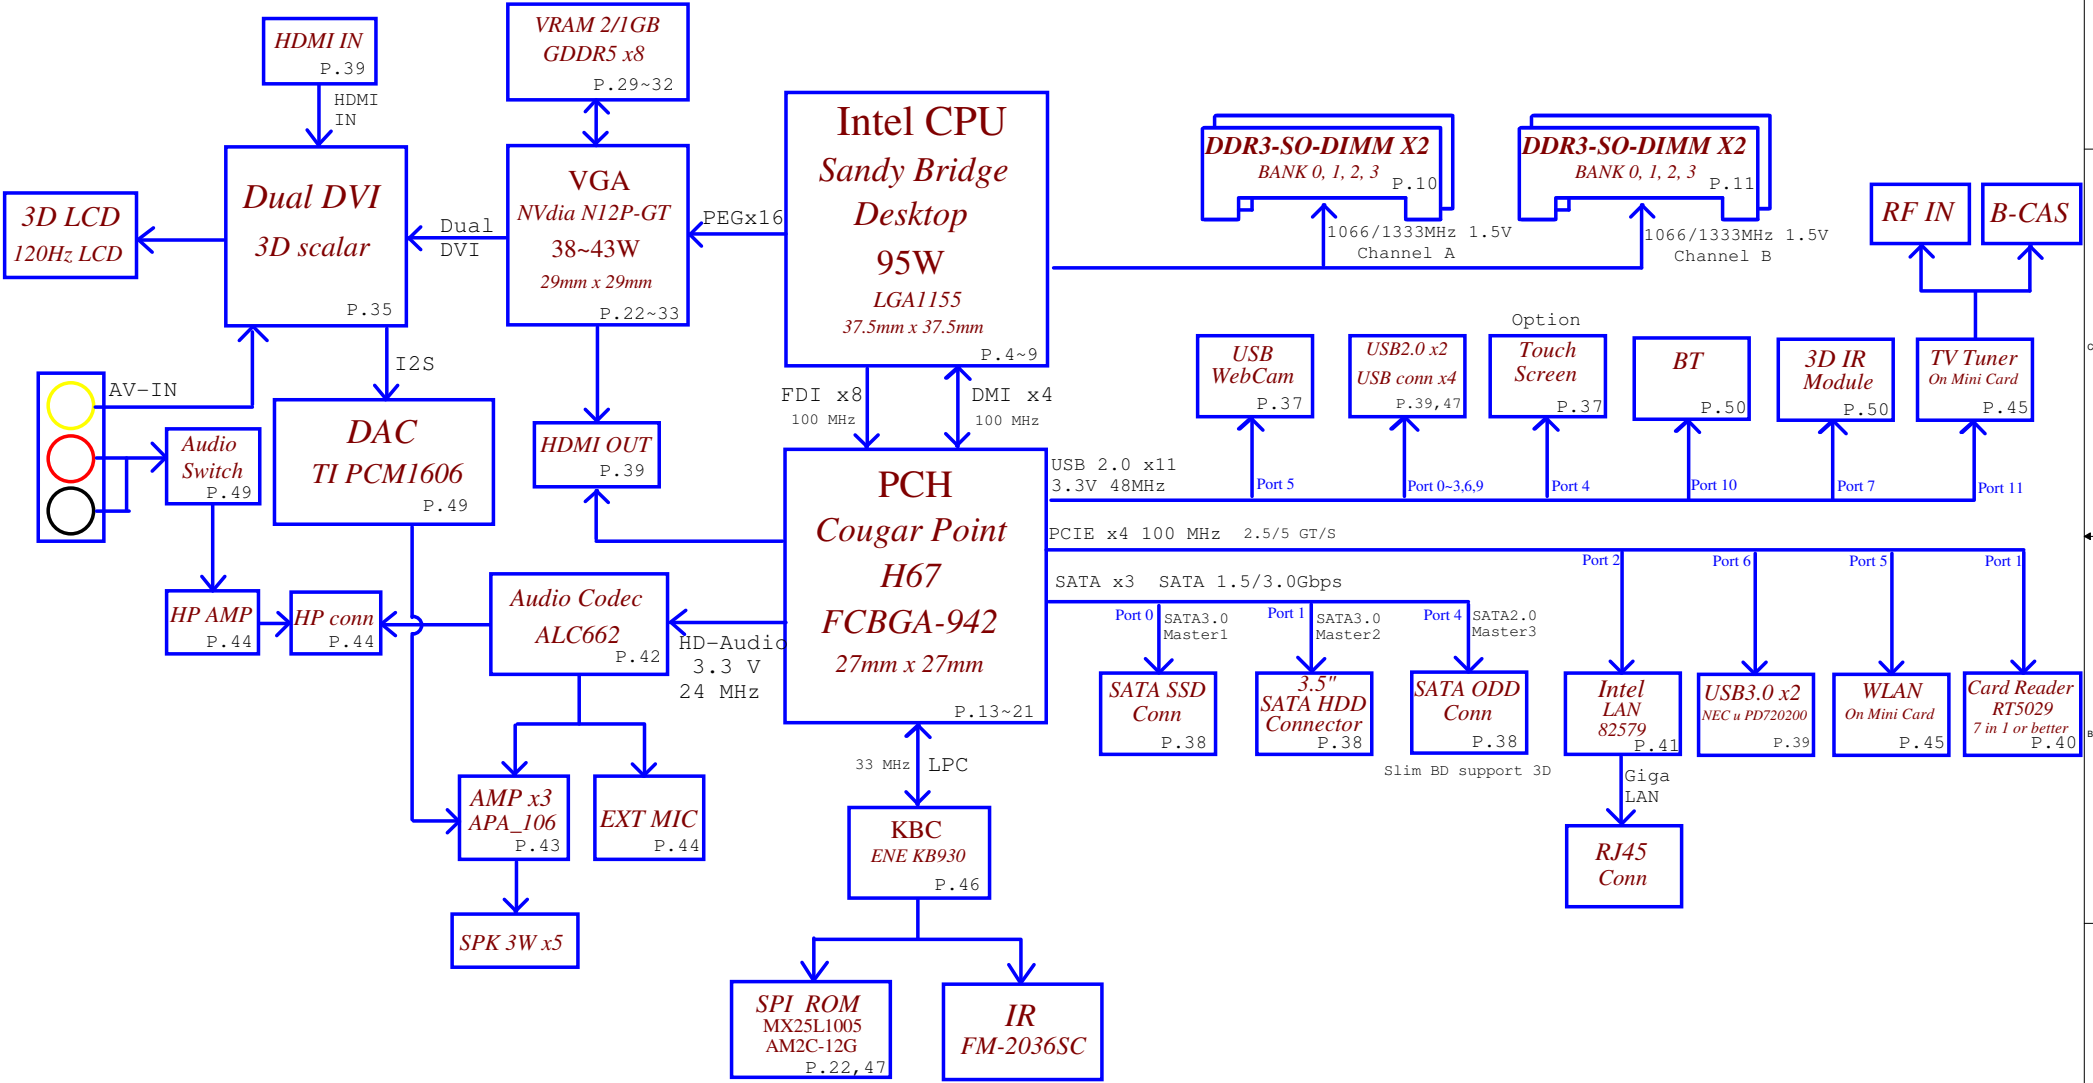 HDMI IN
P.39
HDMI
IN
VRAM 2/1GB
GDDR5 x8
P.29~32
3D LCD
120Hz LCD
Dual DVI
3D scalar
P.35
Dual
DVI
VGA
NVdia N12P-GT
38~43W
29mm x 29mm
P.22~33
PEGx16
Intel CPU
Sandy Bridge
Desktop
95W
LGA1155
37.5mm x 37.5mm
P.4~9
DDR3-SO-DIMM X2
BANK 0, 1, 2, 3
P.10
1066/1333MHz 1.5V
Channel A
DDR3-SO-DIMM X2
BANK 0, 1, 2, 3
P.11
1066/1333MHz 1.5V
Channel B
RF IN
B-CAS
AV-IN
I2S
Audio
Switch
P.49
DAC
TI PCM1606
P.49
HDMI OUT
P.39
FDI x8
100 MHz
DMI x4
100 MHz
USB
WebCam
P.37
USB2.0 x2
USB conn x4
P.39,47
Option
Touch
Screen
P.37
BT
P.50
3D IR
Module
P.50
TV Tuner
On Mini Card
P.45
USB 2.0 x11
3.3V 48MHz
Port 5
Port 0~3,6,9
Port 4
Port 10
Port 7
Port 11
PCH
Cougar Point
H67
FCBGA-942
27mm x 27mm
P.13~21
PCIE x4 100 MHz 2.5/5 GT/S
Port 2
Port 6
Port 5
Port 1
SATA x3 SATA 1.5/3.0Gbps
Port 0
SATA3.0
Master1
Port 1
SATA3.0
Master2
Port 4
SATA2.0
Master3
HP AMP
P.44
HP conn
P.44
Audio Codec
ALC662
P.42
HD-Audio
3.3 V
24 MHz
SATA SSD
Conn
P.38
3.5"
SATA HDD
Connector
P.38
SATA ODD
Conn
P.38
Slim BD support 3D
Intel
LAN
82579
P.41
USB3.0 x2
NEC u PD720200
P.39
WLAN
On Mini Card
P.45
Card Reader
RT5029
7 in 1 or better
P.40
Giga
LAN
RJ45
Conn
AMP x3
APA_106
P.43
EXT MIC
P.44
SPK 3W x5
33 MHz
LPC
KBC
ENE KB930
P.46
SPI ROM
MX25L1005
AM2C-12G
P.22,47
IR
FM-2036SC
C
B